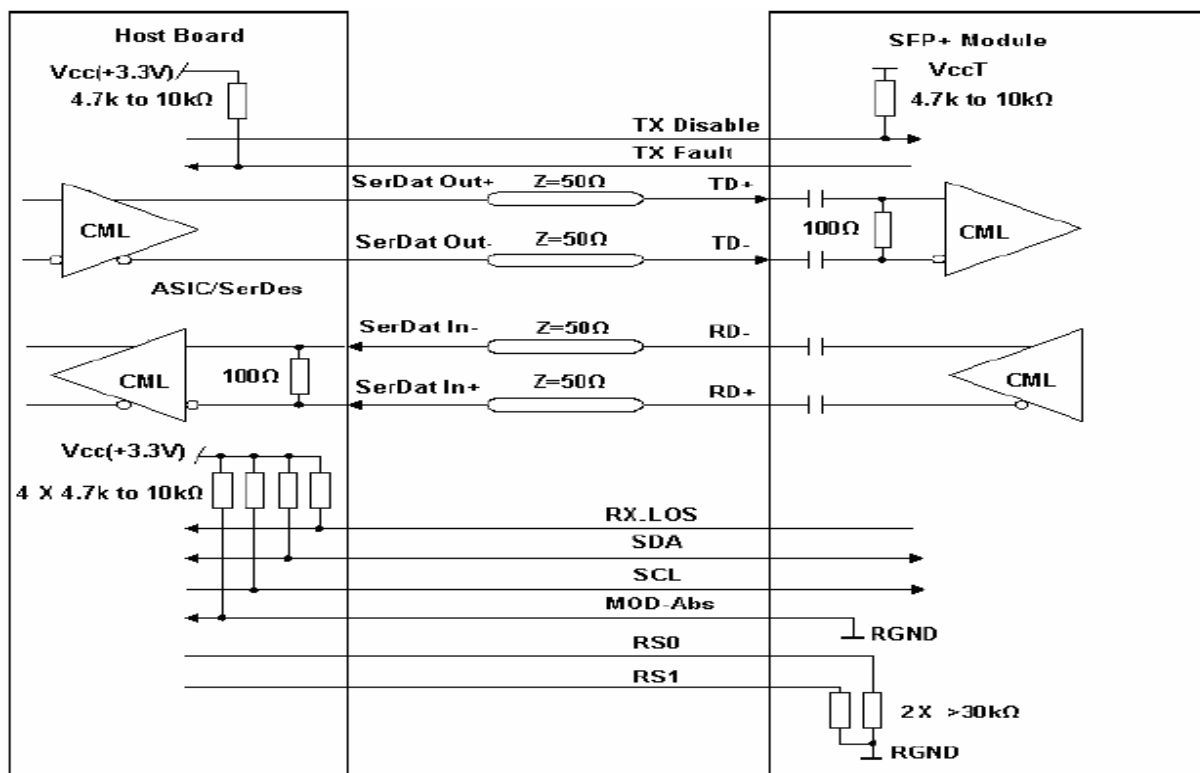 Host Board
SFP+ Module
Vcc(+3.3V)
4.7k to 10kΩ
VccT
4.7k to 10kΩ
TX Disable
TX Fault
SerDat Out+
Z=50Ω
TD+
CML
100Ω
CML
SerDat Out-
Z=50Ω
TD-
ASIC/SerDes
SerDat In-
Z=50Ω
RD-
CML
100Ω
SerDat In+
Z=50Ω
RD+
CML
Vcc(+3.3V)
4 X 4.7k to 10kΩ
RX_LOS
SDA
SCL
MOD-Abs
RGND
RS0
RS1
2X >30kΩ
RGND